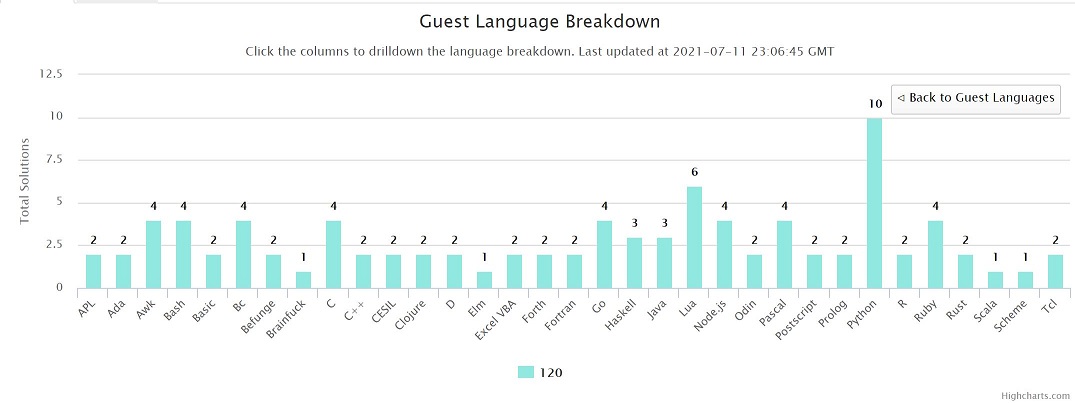 Guest Language Breakdown
Click the columns to drilldown the language breakdown. Last updated at 2021-07-11 23:06:45 GMT
◁ Back to Guest Languages
Total Solutions
12.5
10
7.5
5
2.5
0
2 2 4 4 2 4 2 1 4 2 2 2 2 1 2 2 2 4 3 3 6 4 2 4 2 2 10 2 4 2 1 1 2
APL Ada Awk Bash Basic Bc Befunge Brainfuck C C++ CESIL Clojure D Elm Excel VBA Forth Fortran Go Haskell Java Lua Node.js Odin Pascal Postscript Prolog Python R Ruby Rust Scala Scheme Tcl
120
Highcharts.com